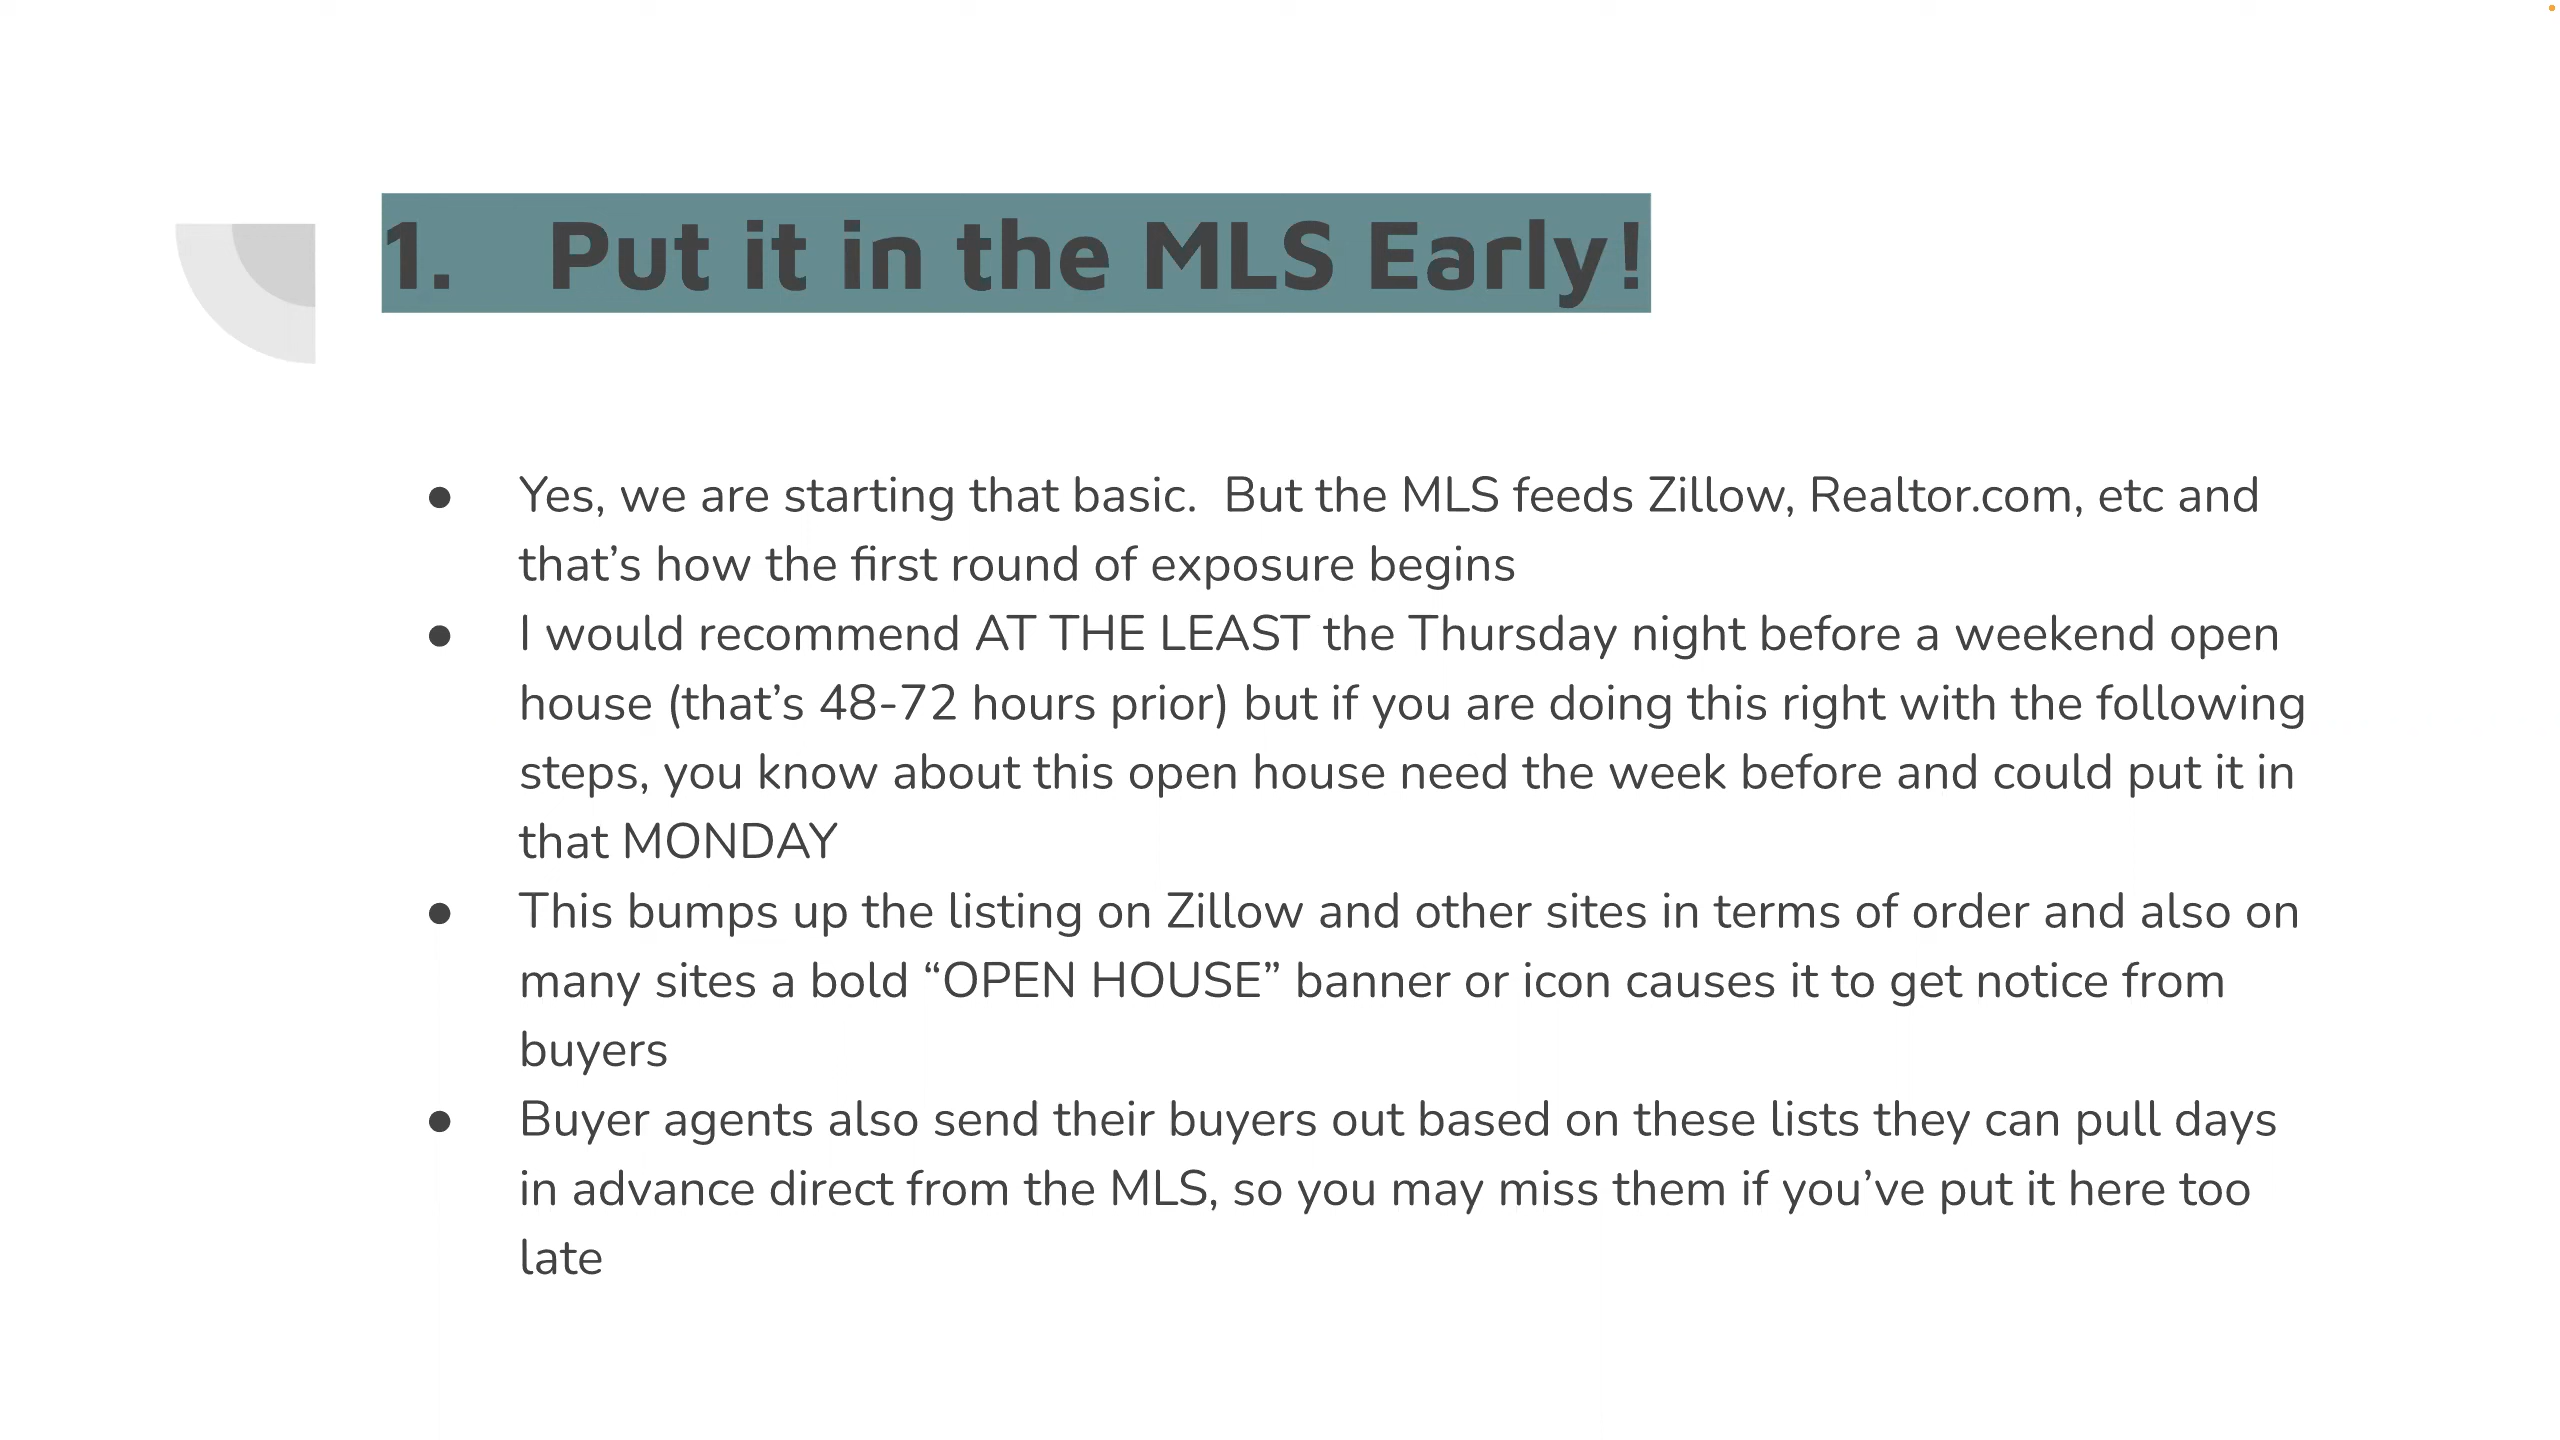 1. Put it in the MLS Early!
● Yes, we are starting that basic.  But the MLS feeds Zillow, Realtor.com, etc and
that’s how the first round of exposure begins
● I would recommend AT THE LEAST the Thursday night before a weekend open
house (that’s 48-72 hours prior) but if you are doing this right with the following
steps, you know about this open house need the week before and could put it in
that MONDAY
● This bumps up the listing on Zillow and other sites in terms of order and also on
many sites a bold “OPEN HOUSE” banner or icon causes it to get notice from
buyers
● Buyer agents also send their buyers out based on these lists they can pull days
in advance direct from the MLS, so you may miss them if you’ve put it here too
late